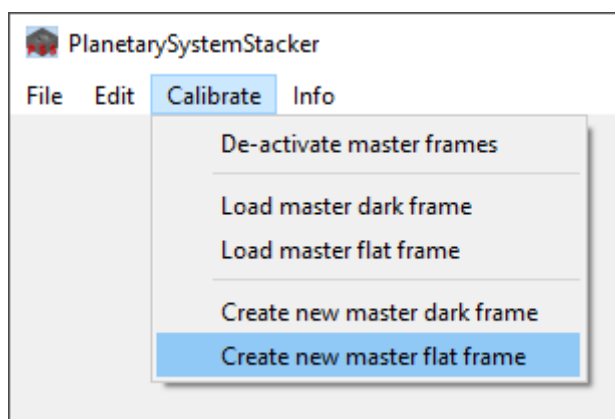 PlanetarySystemStacker
File Edit Calibrate Info
De-activate master frames
Load master dark frame
Load master flat frame
Create new master dark frame
Create new master flat frame